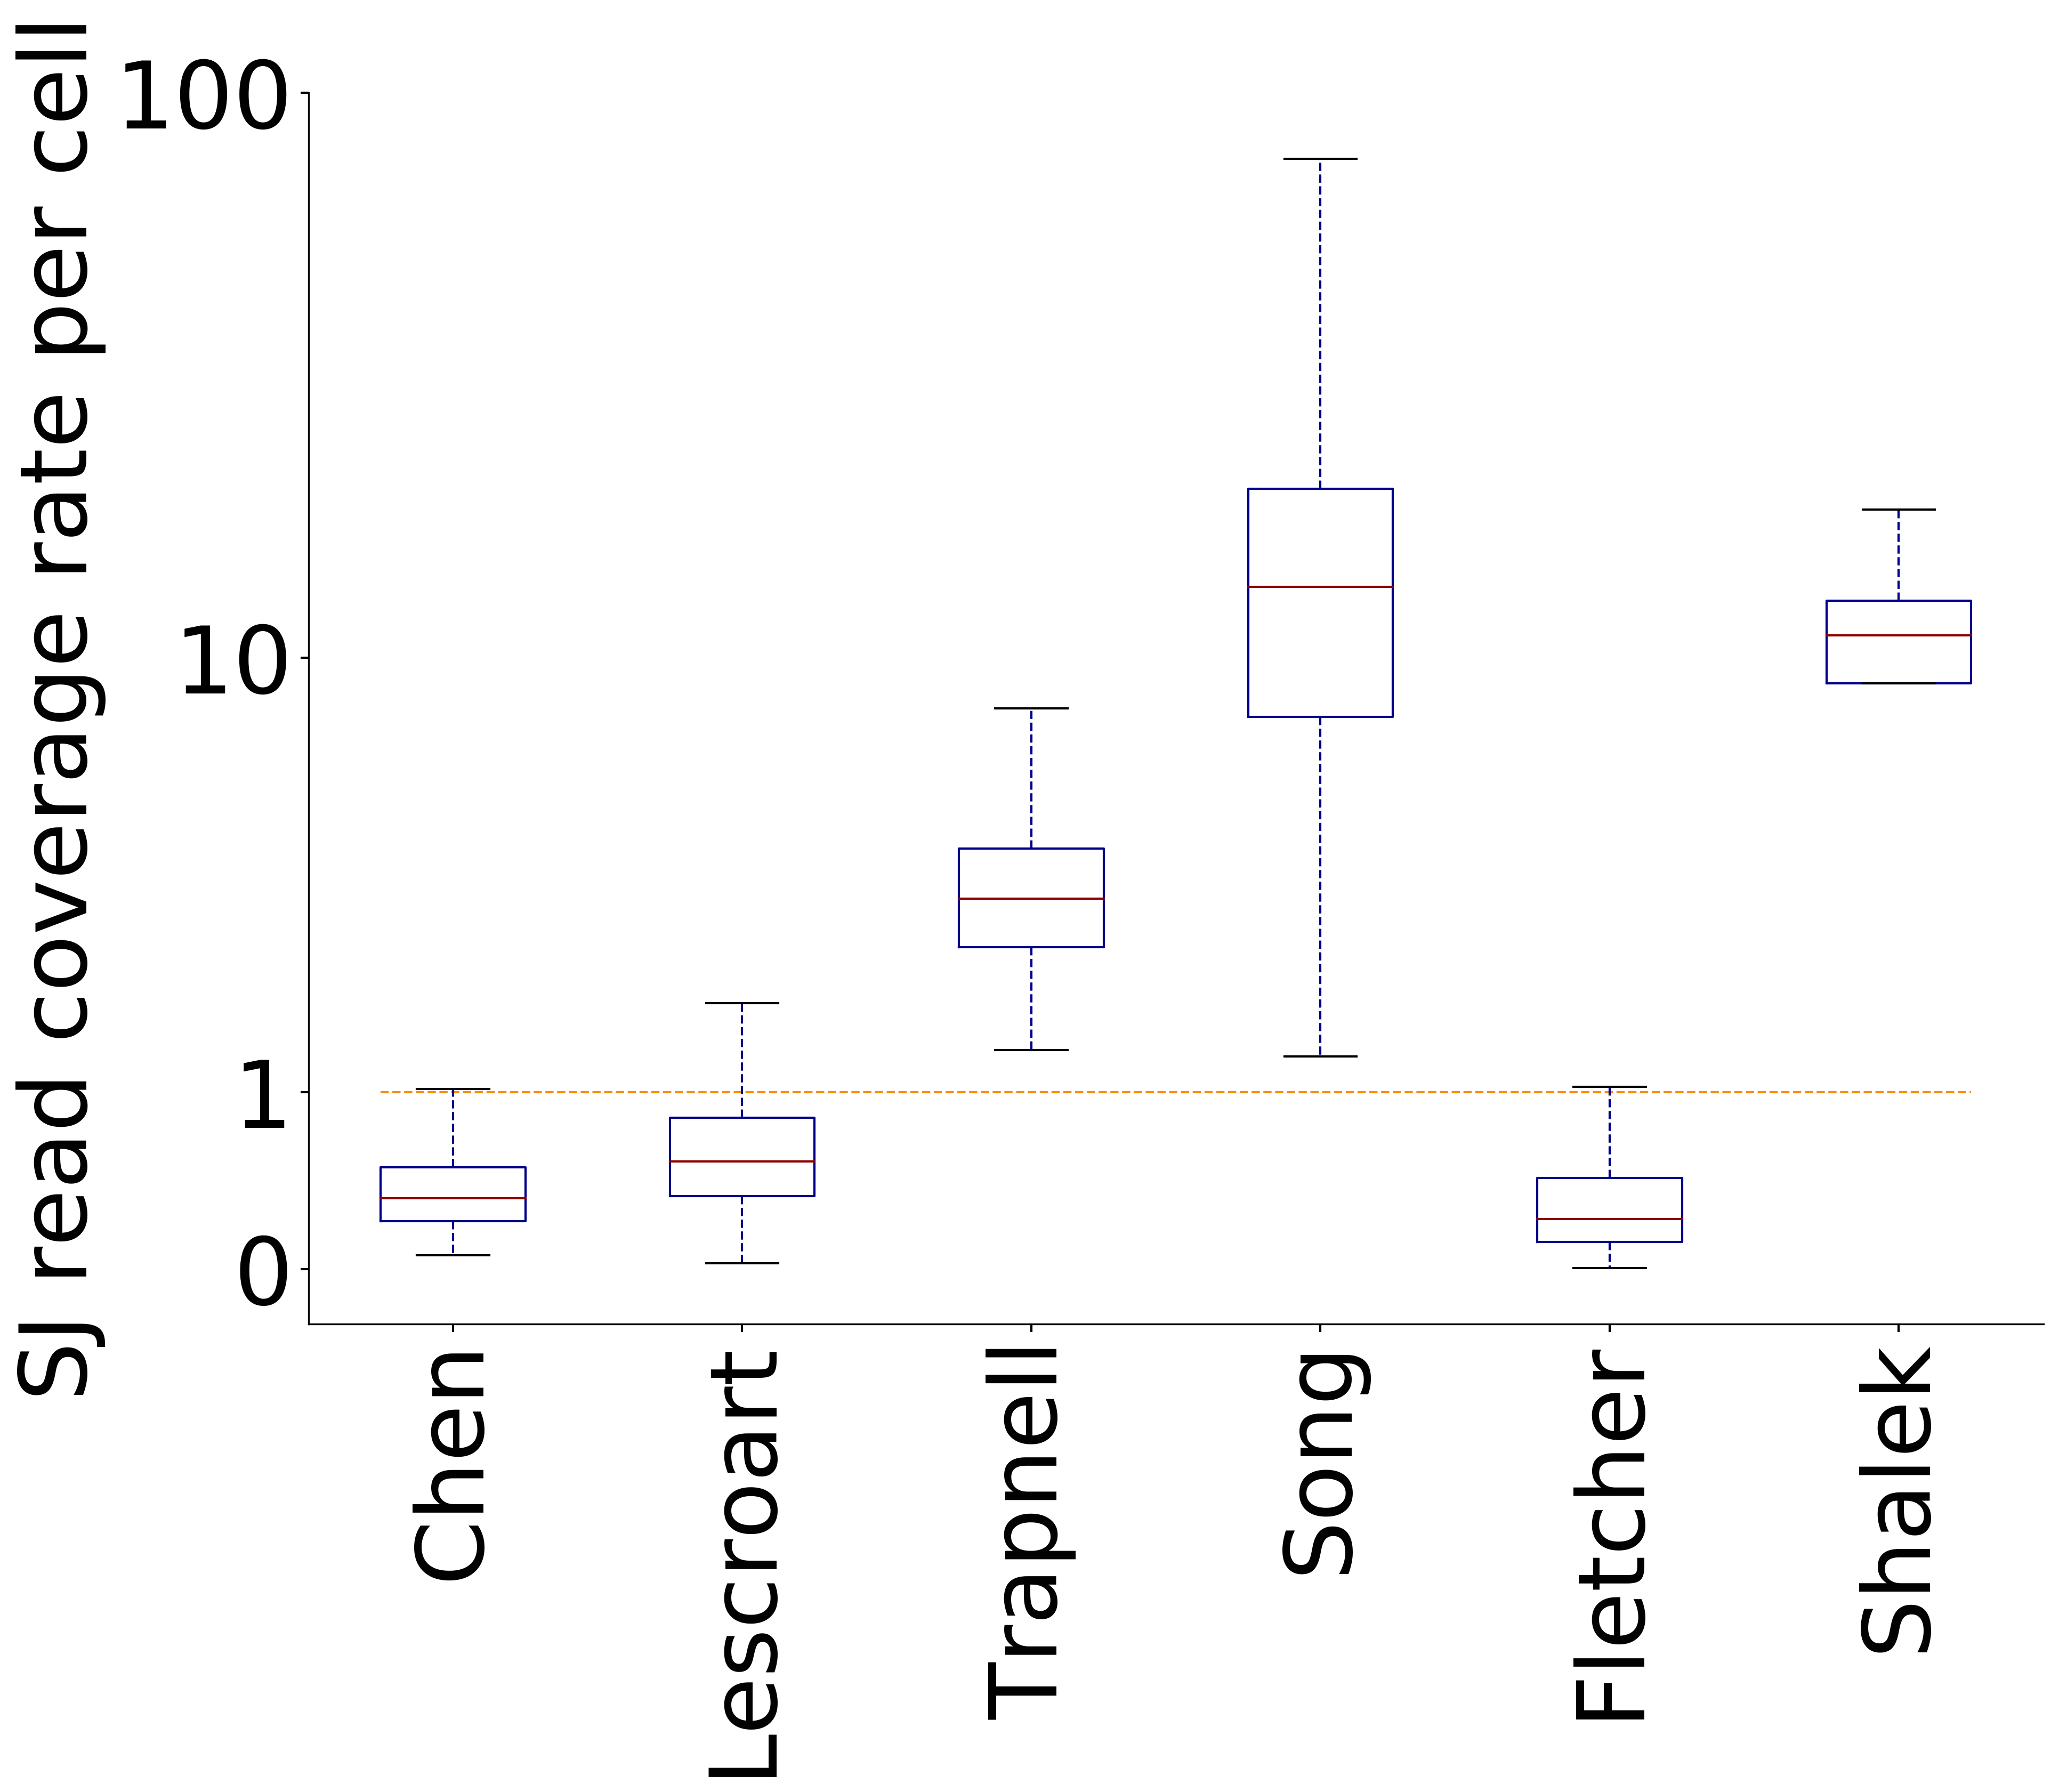 SJ read coverage rate per cell
100
10
1
0
Chen
Lescroart
Trapnell
Song
Fletcher
Shalek